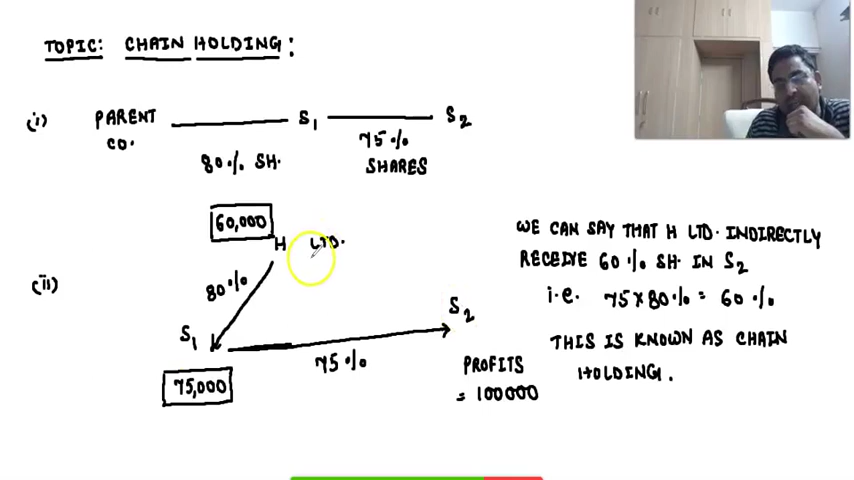 TOPIC: CHAIN HOLDING:
(i) PARENT CO. S1 S2
80% SH.
75% SHARES
60,000
H LTD.
(ii)
80%
S1
S2
75%
75,000
PROFITS
= 100000
WE CAN SAY THAT H LTD. INDIRECTLY
RECEIVE 60% SH. IN S2
i.e. 75 x 80% = 60%
THIS IS KNOWN AS CHAIN
HOLDING.